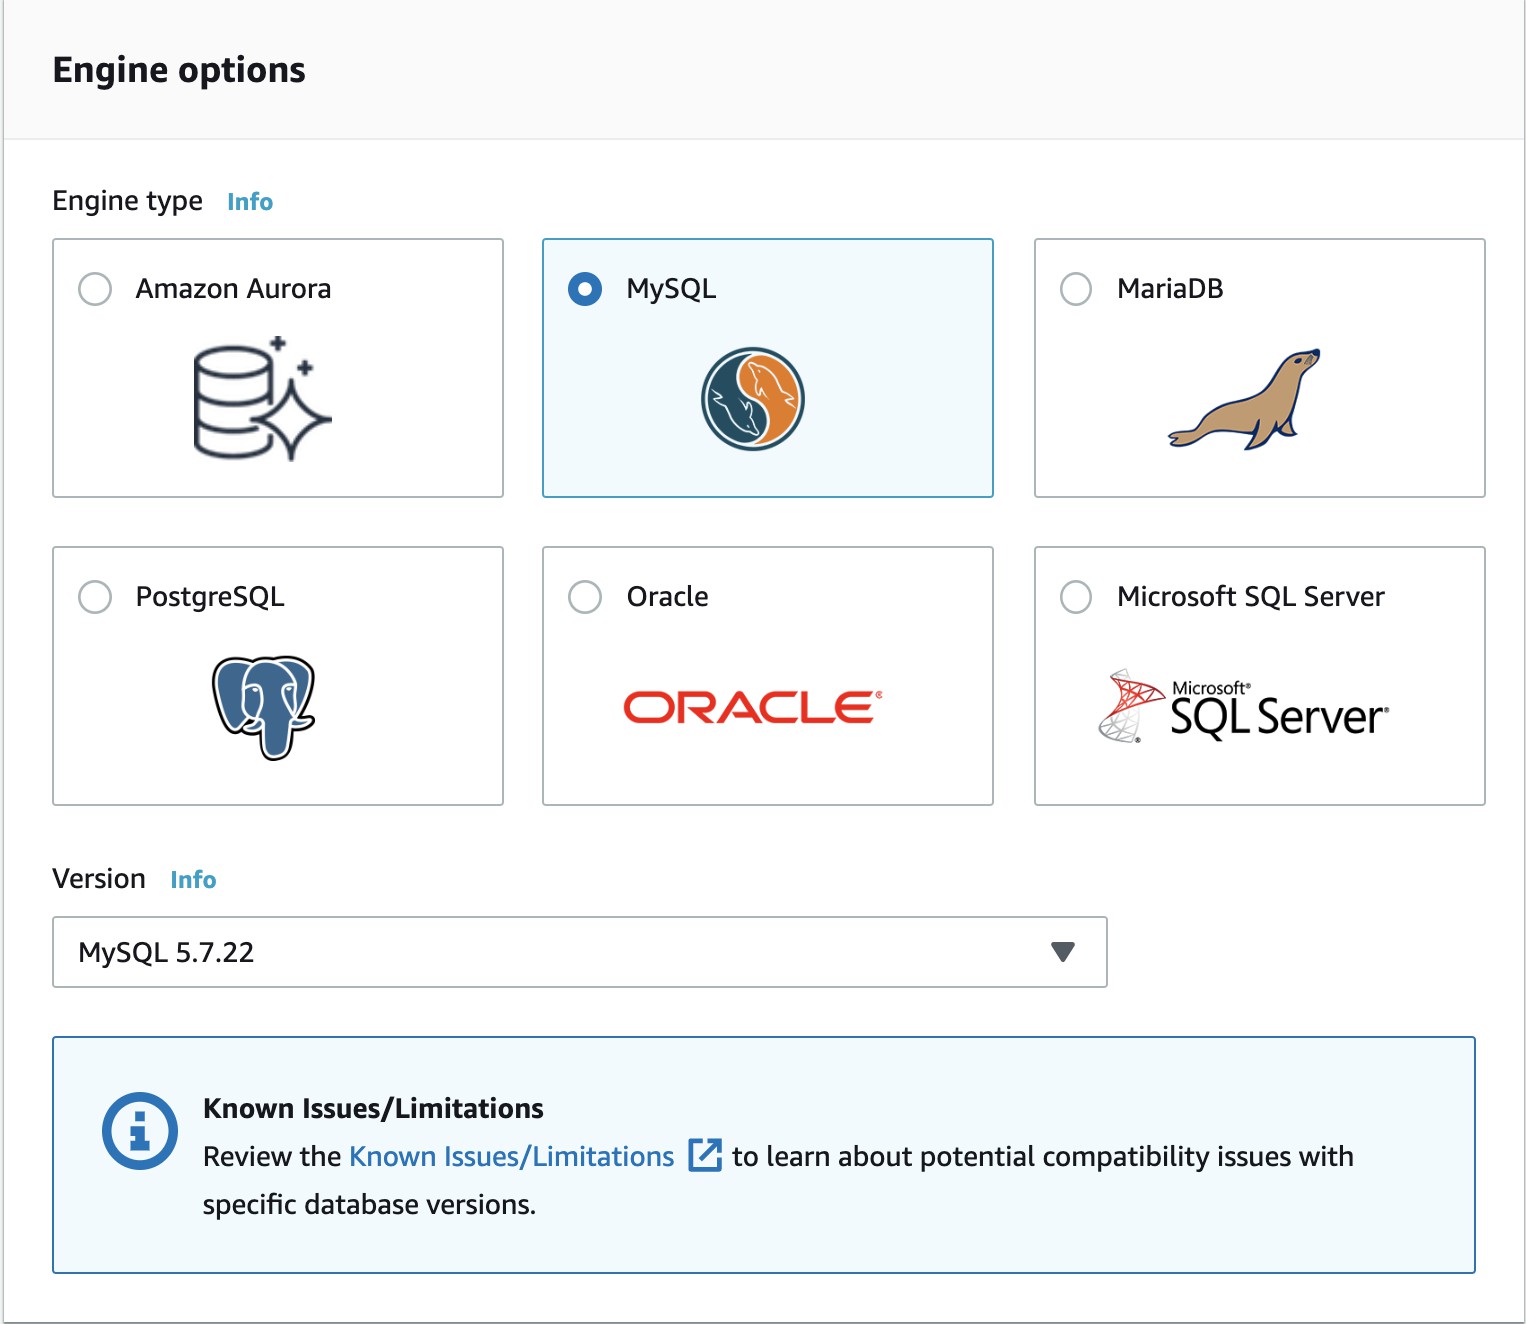 Engine options
Engine type Info
Amazon Aurora
MySQL
MariaDB
PostgreSQL
Oracle
Microsoft SQL Server
ORACLE®
Microsoft®
SQL Server®
®
Version Info
MySQL 5.7.22
Known Issues/Limitations
Review the Known Issues/Limitations to learn about potential compatibility issues with
specific database versions.